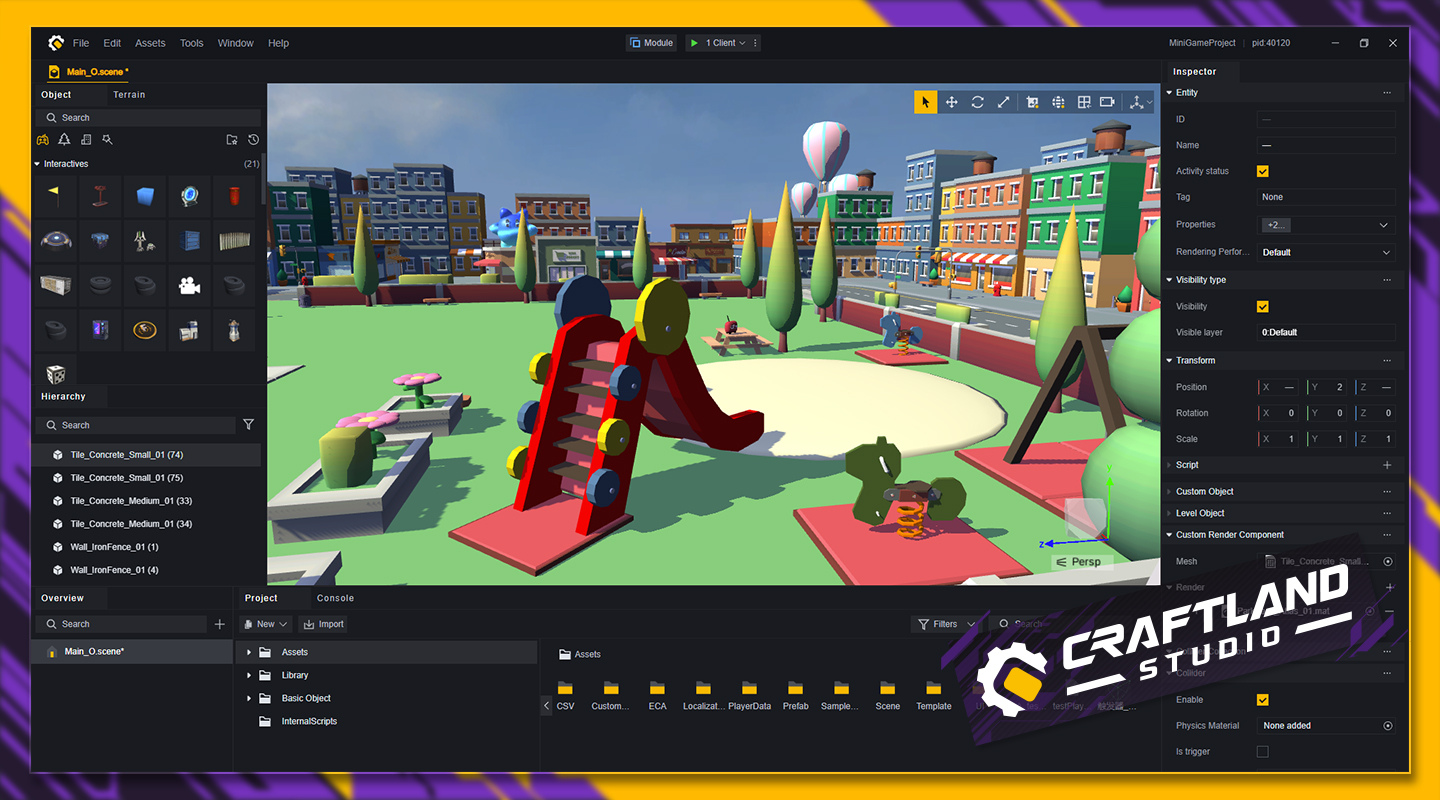 File Edit Assets Tools Window Help
Module
1 Client
MiniGameProject pid:40120
Main_O.scene *
Object Terrain
Search
Interactives (21)
Hierarchy
Search
Tile_Concrete_Small_01 (74)
Tile_Concrete_Small_01 (75)
Tile_Concrete_Medium_01 (33)
Tile_Concrete_Medium_01 (34)
Wall_IronFence_01 (1)
Wall_IronFence_01 (4)
Y
Z
Persp
Inspector
Entity
ID —
Name —
Activity status
Tag None
Properties +2...
Rendering Perfor... Default
Visibility type
Visibility
Visible layer 0:Default
Transform
Position X — Y 2 Z —
Rotation X 0 Y 0 Z 0
Scale X 1 Y 1 Z 1
Script
Custom Object
Level Object
Custom Render Component
Mesh Tile_Concrete_Small...
Render
Collider
Enable
Physics Material None added
Is trigger
Overview
Search
Main_O.scene*
Project Console
New Import
Filters Search
Assets
Library
Basic Object
InternalScripts
Assets
CSV Custom... ECA Localizat... PlayerData Prefab Sample... Scene Template testPlay
CRAFTLAND
STUDIO